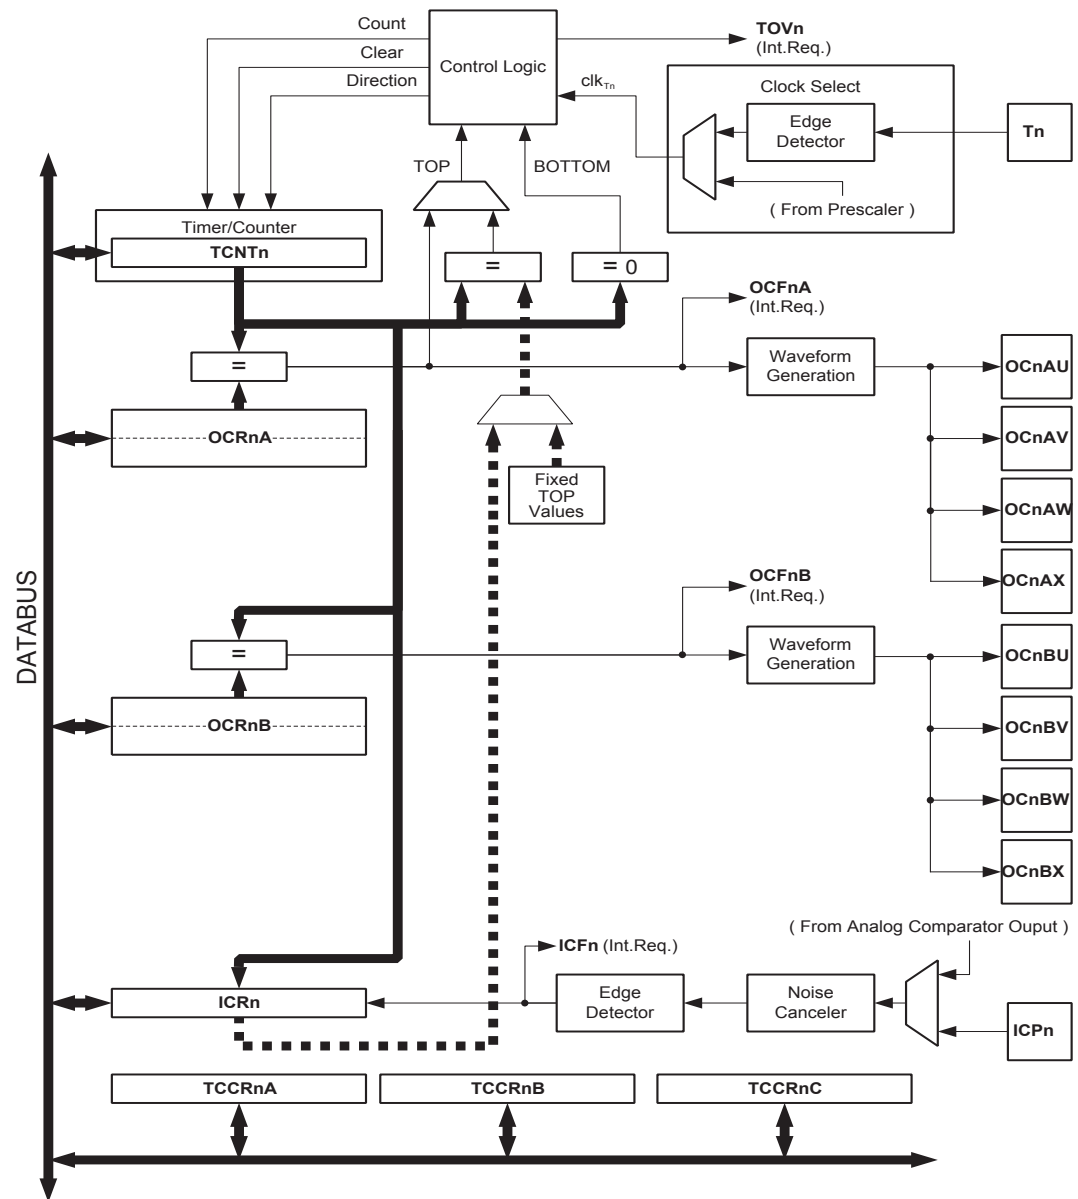 Count
Clear
Direction
Control Logic
TOVn
(Int.Req.)
clkTn
Clock Select
Edge
Detector
Tn
( From Prescaler )
TOP
BOTTOM
Timer/Counter
TCNTn
=
= 0
OCFnA
(Int.Req.)
=
Waveform
Generation
OCnAU
OCRnA
OCnAV
Fixed
TOP
Values
OCnAW
OCnAX
DATABUS
OCFnB
(Int.Req.)
=
Waveform
Generation
OCnBU
OCRnB
OCnBV
OCnBW
OCnBX
( From Analog Comparator Ouput )
ICFn (Int.Req.)
ICRn
Edge
Detector
Noise
Canceler
ICPn
TCCRnA
TCCRnB
TCCRnC